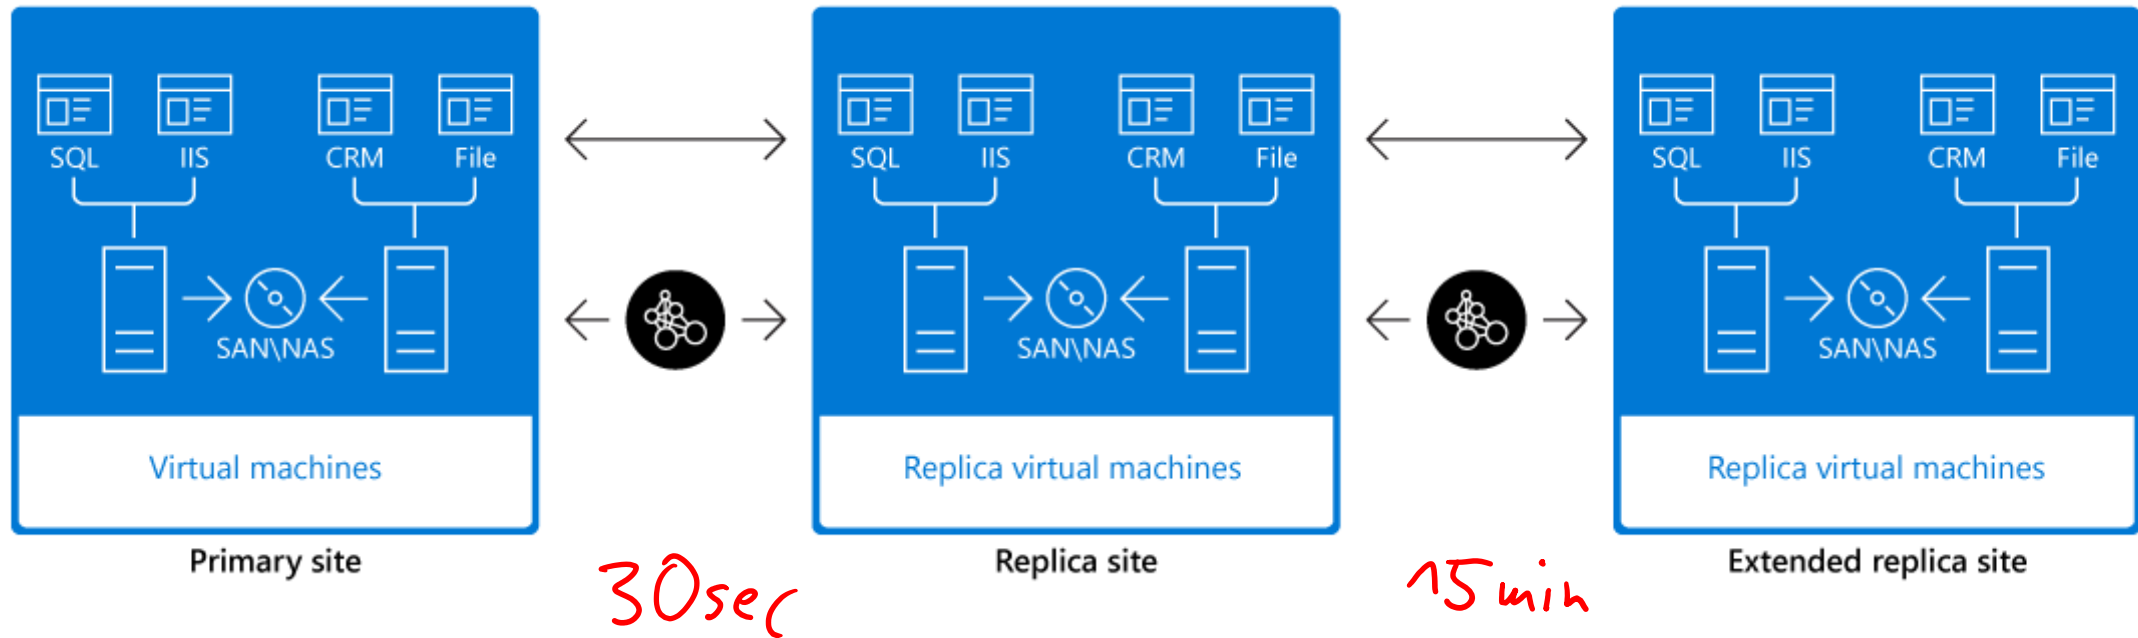 SQL IIS CRM File
SAN\NAS
Virtual machines
Primary site
30sec
SQL IIS CRM File
SAN\NAS
Replica virtual machines
Replica site
15min
SQL IIS CRM File
SAN\NAS
Replica virtual machines
Extended replica site